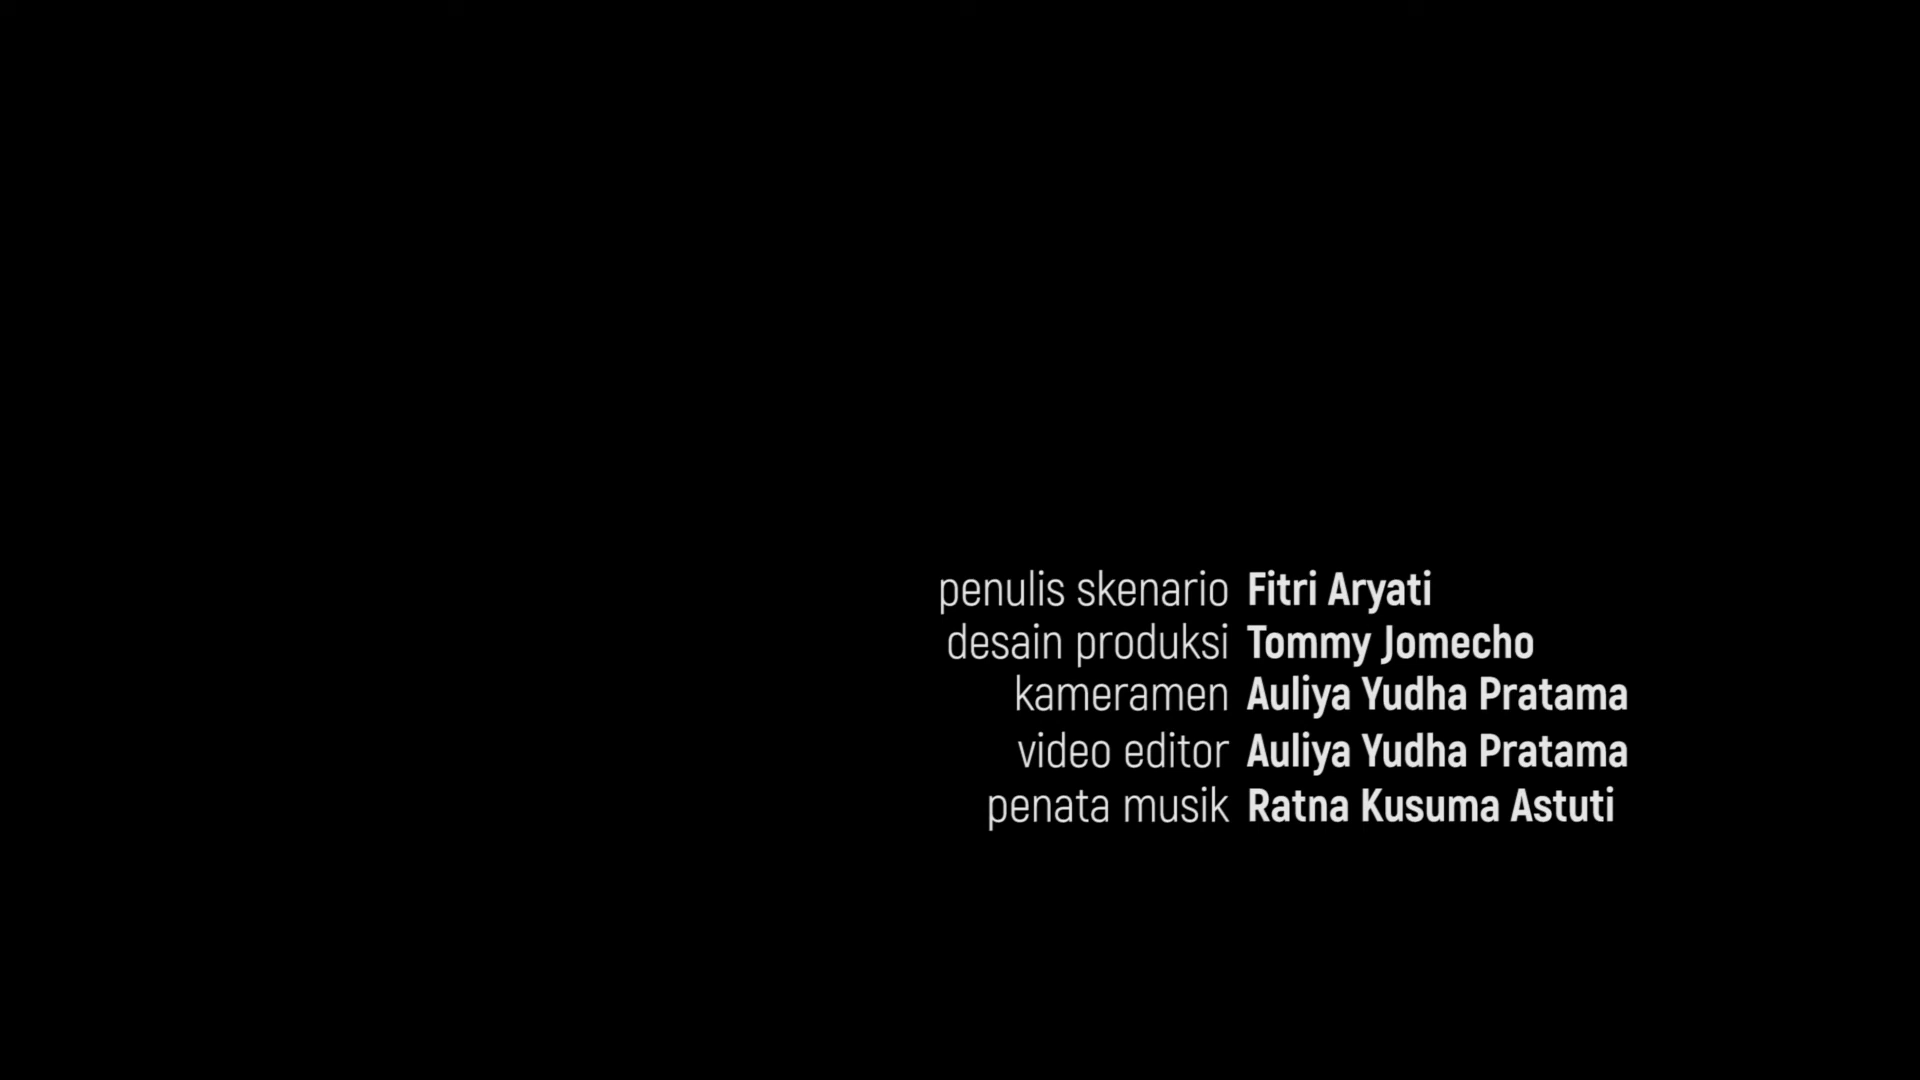 penulis skenario Fitri Aryati
desain produksi Tommy Jomecho
kameramen Auliya Yudha Pratama
video editor Auliya Yudha Pratama
penata musik Ratna Kusuma Astuti